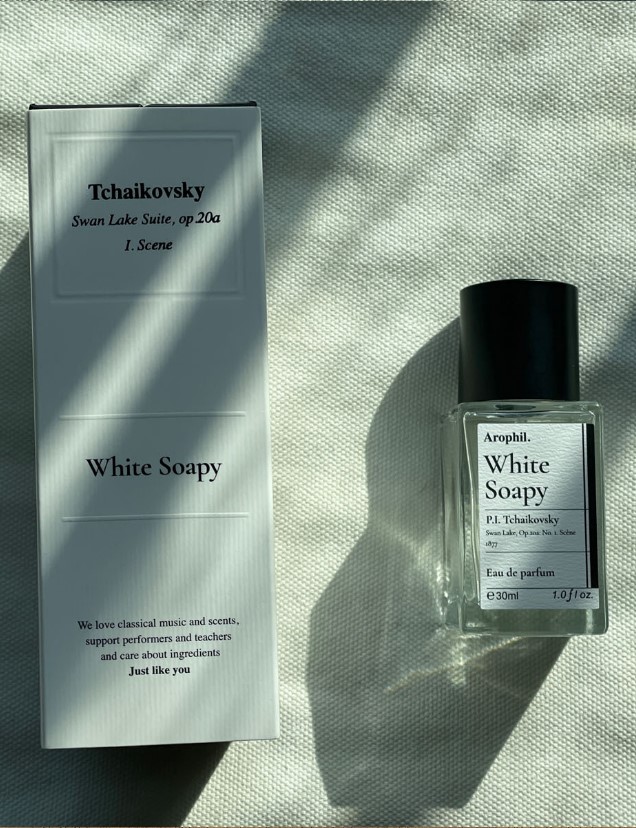 Tchaikovsky
Swan Lake Suite, op.20a
I. Scene
White Soapy
We love classical music and scents,
support performers and teachers
and care about ingredients
Just like you
Arophil.
White
Soapy
P.I. Tchaikovsky
Swan Lake, Op.20a: No. 1. Scène
1877
Eau de parfum
℮30ml 1.0 fl oz.